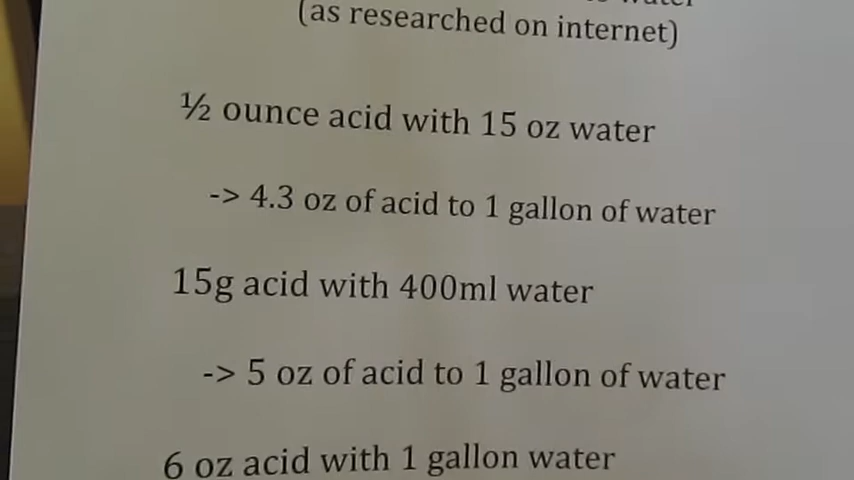 water
(as researched on internet)
½ ounce acid with 15 oz water
-> 4.3 oz of acid to 1 gallon of water
15g acid with 400ml water
-> 5 oz of acid to 1 gallon of water
6 oz acid with 1 gallon water